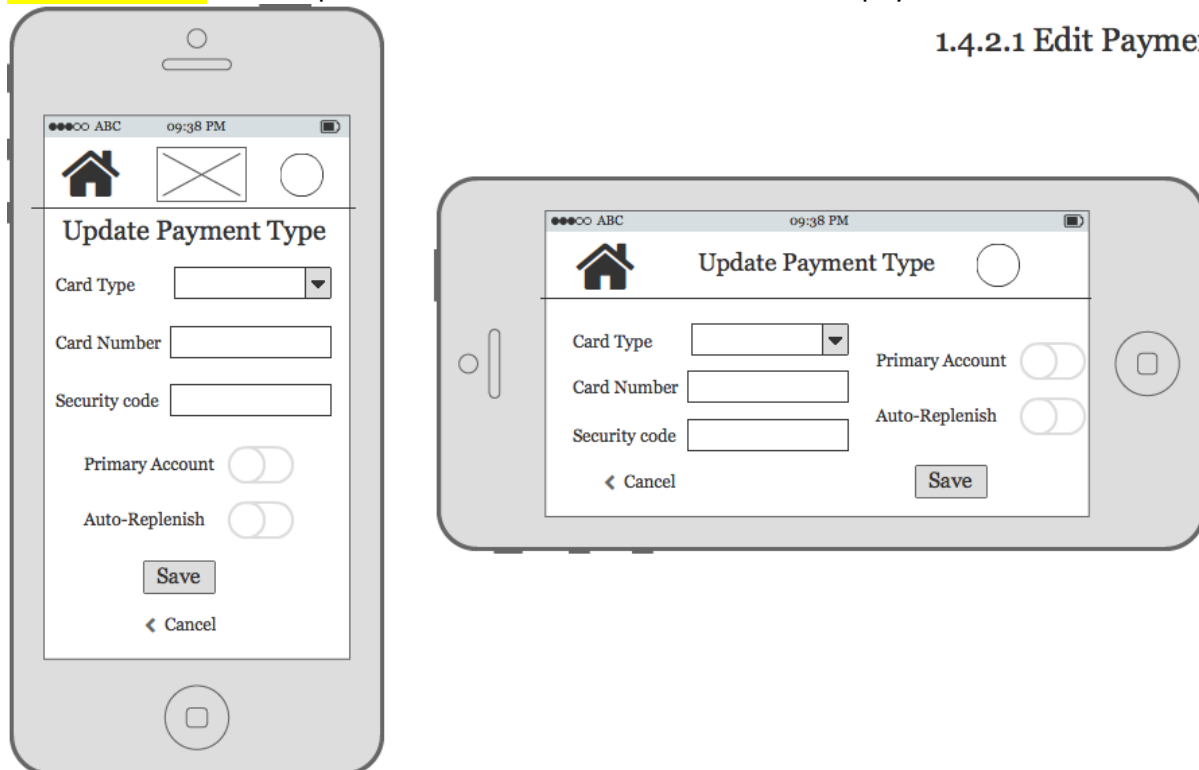 1.4.2.1 Edit
ABC 09:38 PM
Update Payment Type
Card Type
Card Number
Security code
Primary Account
Auto-Replenish
Save
Cancel
ABC 09:38 PM
Update Payment Type
Card Type
Card Number
Security code
Cancel
Primary Account
Auto-Replenish
Save